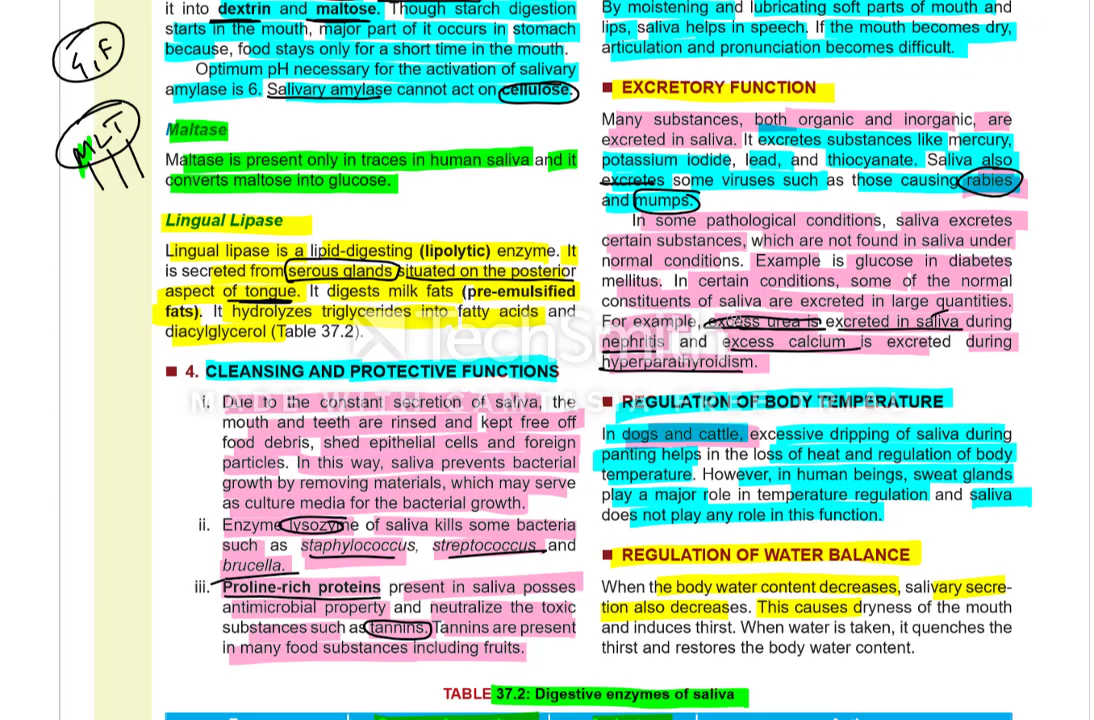 it into dextrin and maltose. Though starch digestion
starts in the mouth, major part of it occurs in stomach
because, food stays only for a short time in the mouth.
Optimum pH necessary for the activation of salivary
amylase is 6. Salivary amylase cannot act on cellulose.
Maltase
Maltase is present only in traces in human saliva and it
converts maltose into glucose.
Lingual Lipase
Lingual lipase is a lipid-digesting (lipolytic) enzyme. It
is secreted from serous glands situated on the posterior
aspect of tongue. It digests milk fats (pre-emulsified
fats). It hydrolyzes triglycerides into fatty acids and
diacylglycerol (Table 37.2).
■ 4. CLEANSING AND PROTECTIVE FUNCTIONS
i. Due to the constant secretion of saliva, the
mouth and teeth are rinsed and kept free off
food debris, shed epithelial cells and foreign
particles. In this way, saliva prevents bacterial
growth by removing materials, which may serve
as culture media for the bacterial growth.
ii. Enzyme lysozyme of saliva kills some bacteria
such as staphylococcus, streptococcus and
brucella.
iii. Proline-rich proteins present in saliva posses
antimicrobial property and neutralize the toxic
substances such as tannins. Tannins are present
in many food substances including fruits.
By moistening and lubricating soft parts of mouth and
lips, saliva helps in speech. If the mouth becomes dry,
articulation and pronunciation becomes difficult.
■ EXCRETORY FUNCTION
Many substances, both organic and inorganic, are
excreted in saliva. It excretes substances like mercury,
potassium iodide, lead, and thiocyanate. Saliva also
excretes some viruses such as those causing rabies
and mumps.
In some pathological conditions, saliva excretes
certain substances, which are not found in saliva under
normal conditions. Example is glucose in diabetes
mellitus. In certain conditions, some of the normal
constituents of saliva are excreted in large quantities.
For example, excess urea is excreted in saliva during
nephritis and excess calcium is excreted during
hyperparathyroidism.
■ REGULATION OF BODY TEMPERATURE
In dogs and cattle, excessive dripping of saliva during
panting helps in the loss of heat and regulation of body
temperature. However, in human beings, sweat glands
play a major role in temperature regulation and saliva
does not play any role in this function.
■ REGULATION OF WATER BALANCE
When the body water content decreases, salivary secre-
tion also decreases. This causes dryness of the mouth
and induces thirst. When water is taken, it quenches the
thirst and restores the body water content.
TABLE 37.2: Digestive enzymes of saliva
MLT
TechSmith
MADE WITH CAMTASIA FREE TRIAL